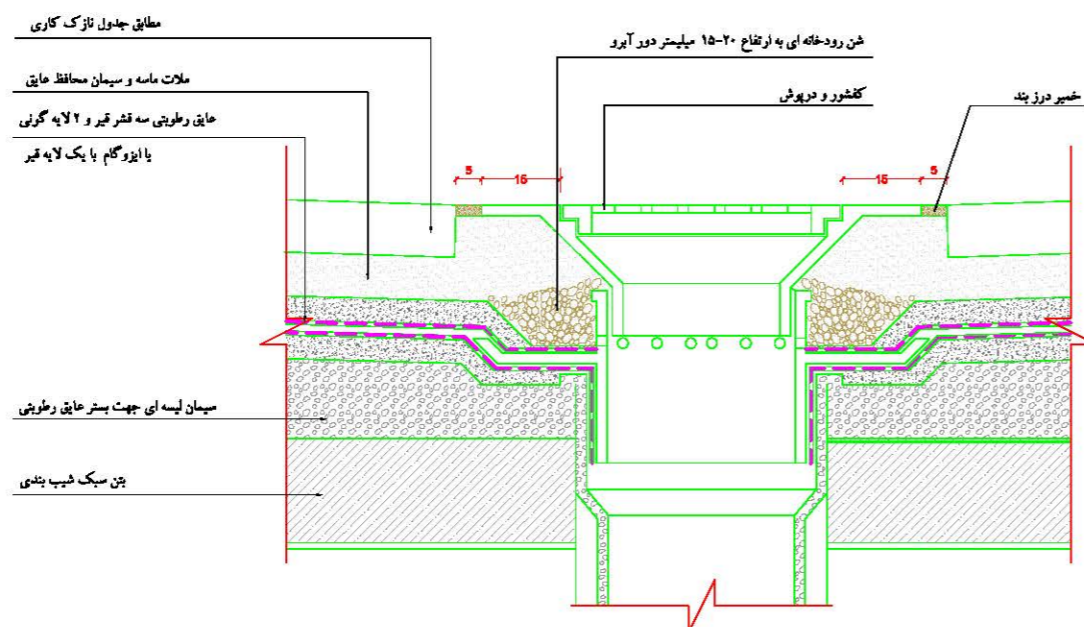 مطابق جدول نازک کاری
ملات ماسه و سیمان محافظ عایق
عایق رطوبتی سه قشر قیر و ۲ لایه گونی
یا ایزوگام با یک لایه قیر
سیمان لیسه ای جهت بستر عایق رطوبتی
بتن سبک شیب بندی
شن رودخانه ای به ارتفاع ۲۰-۱۵ میلیمتر دور آبرو
کفشور و درپوش
خمیر درز بند
5
15
15
5